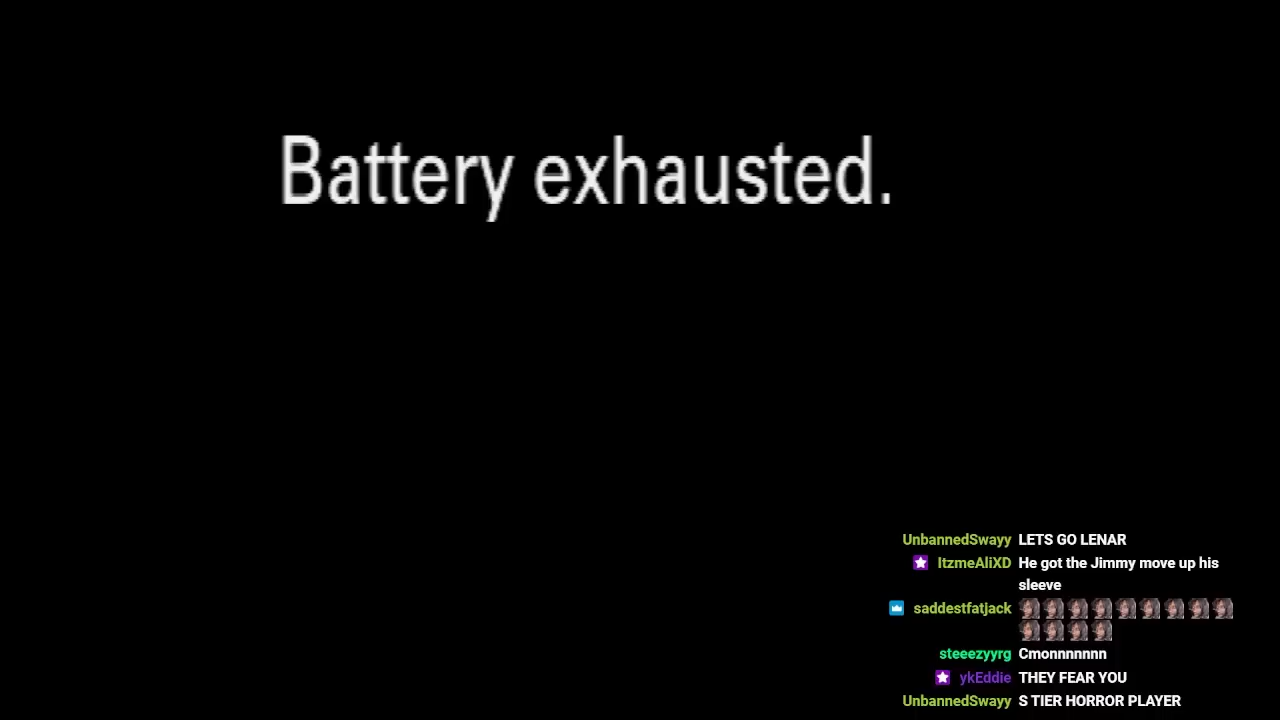 Battery exhausted.
UnbannedSwayy LETS GO LENAR
ItzmeAliXD He got the Jimmy move up his
sleeve
saddestfatjack
steeezyyrg Cmonnnnnnn
ykEddie THEY FEAR YOU
UnbannedSwayy S TIER HORROR PLAYER